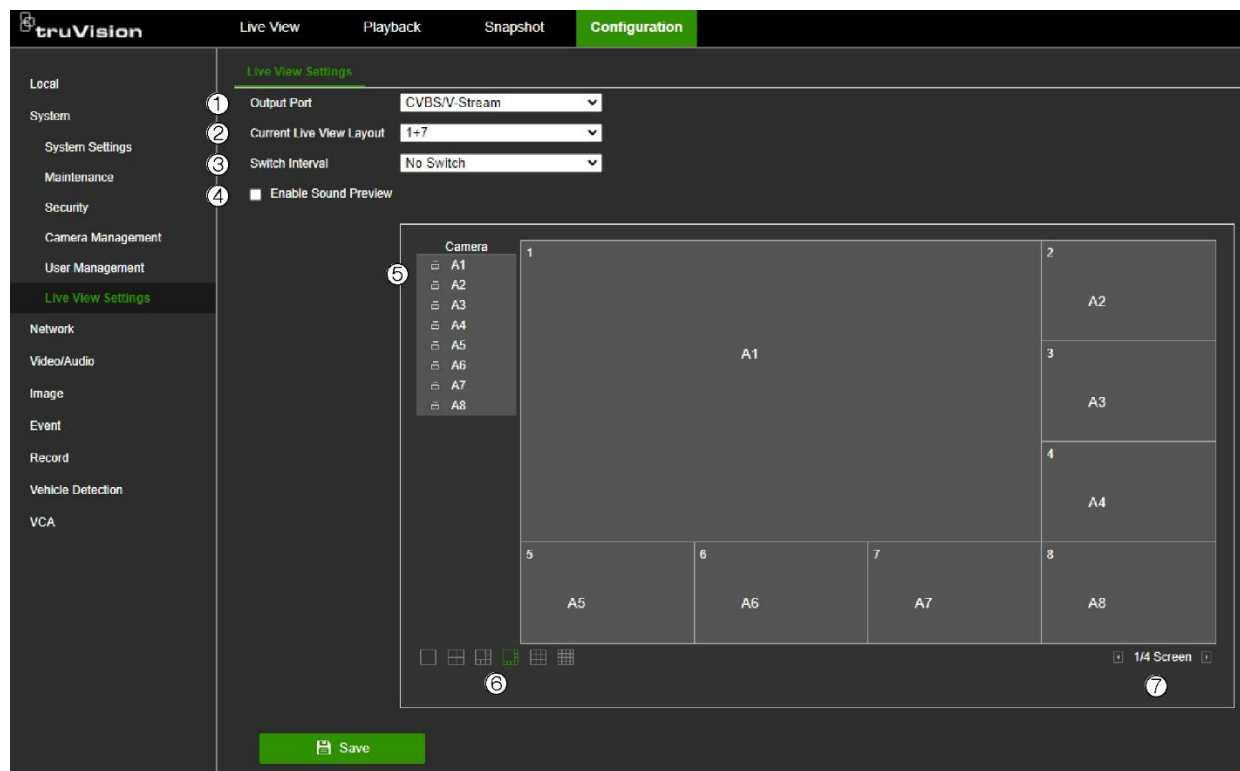 truVision Live View Playback Snapshot Configuration
Local
System
System Settings
Maintenance
Security
Camera Management
User Management
Live View Settings
Network
Video/Audio
Image
Event
Record
Vehicle Detection
VCA
Live View Settings
① Output Port CVBS/V-Stream
② Current Live View Layout 1+7
③ Switch Interval No Switch
④ Enable Sound Preview
⑤
Camera
A1
A2
A3
A4
A5
A6
A7
A8
1
A1
2
A2
3
A3
4
A4
5
A5
6
A6
7
A7
8
A8
1/4 Screen
⑥ ⑦
Save